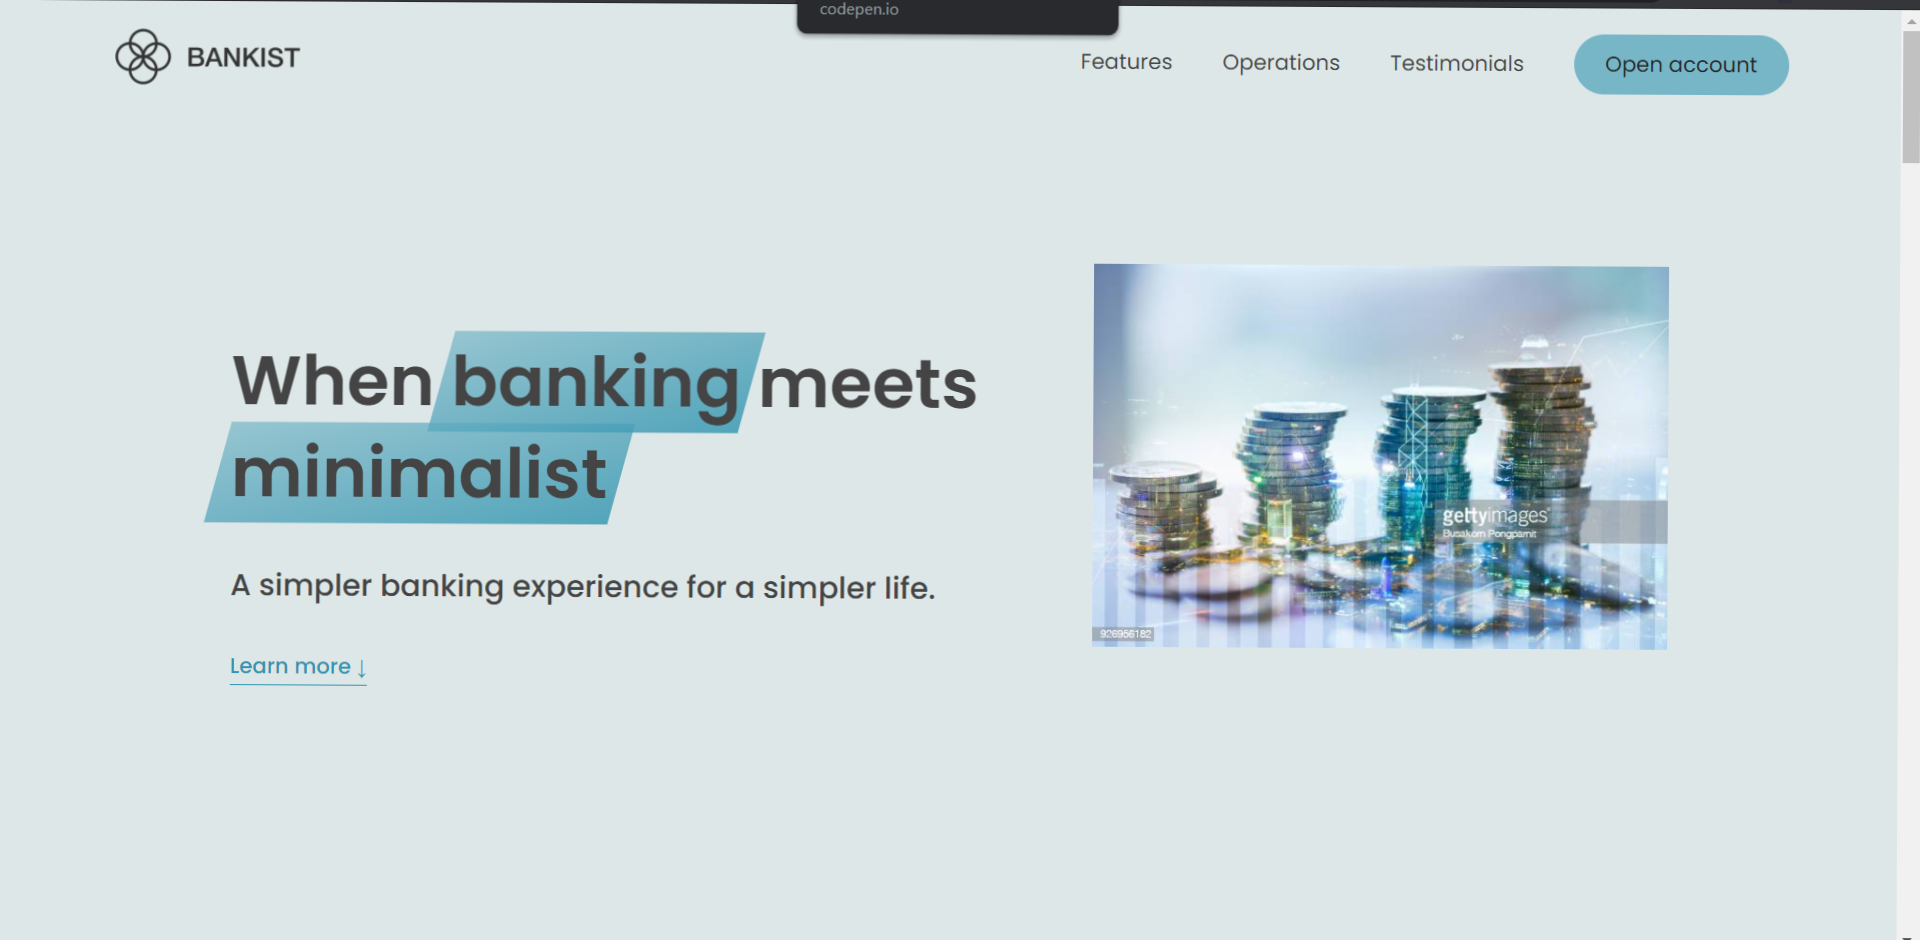 codepen.io
BANKIST
Features Operations Testimonials Open account
When banking meets
minimalist
A simpler banking experience for a simpler life.
Learn more ↓
gettyimages
Busakorn Pongparnit
926956182